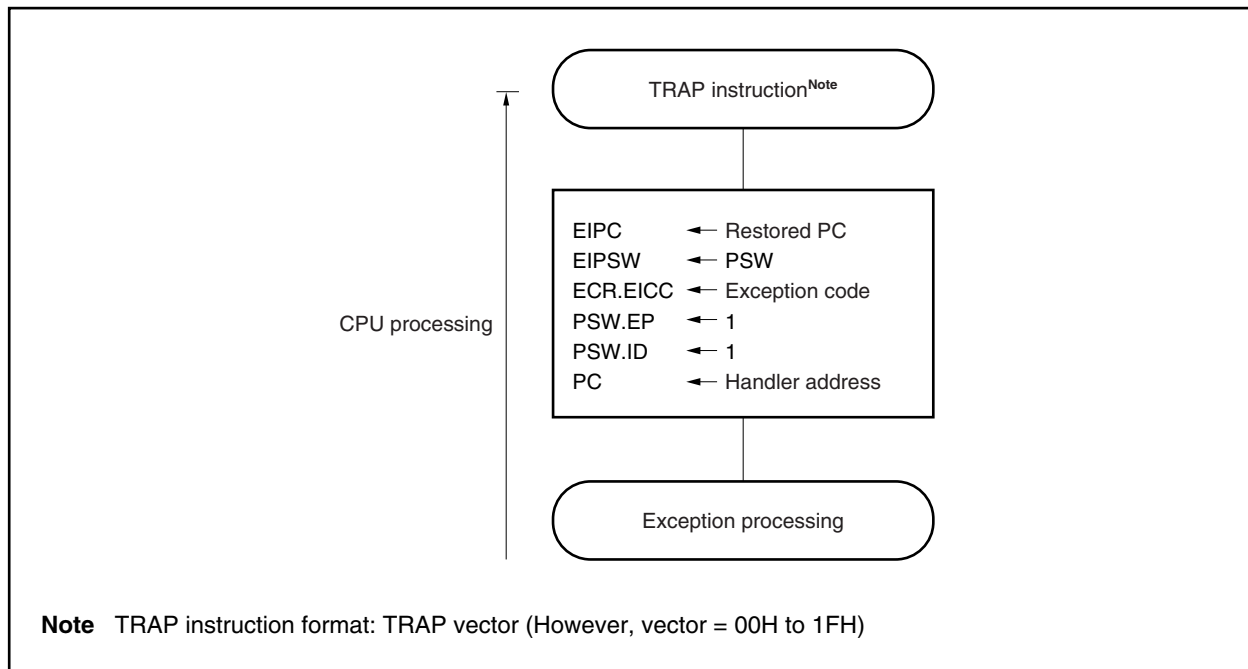 TRAP instructionNote
CPU processing
EIPC ← Restored PC
EIPSW ← PSW
ECR.EICC ← Exception code
PSW.EP ← 1
PSW.ID ← 1
PC ← Handler address
Exception processing
Note TRAP instruction format: TRAP vector (However, vector = 00H to 1FH)